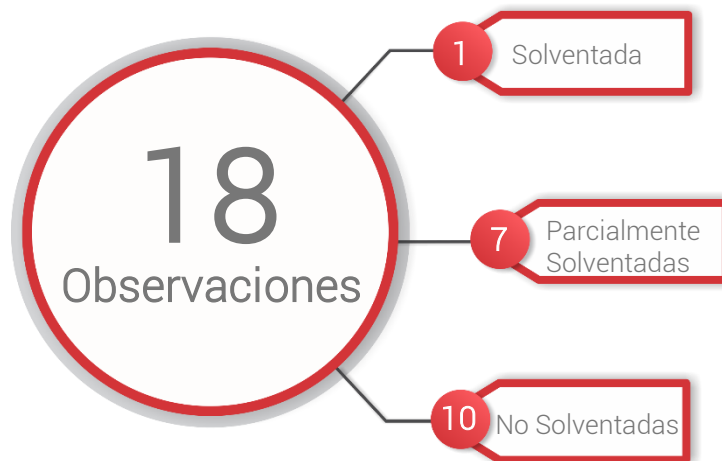 18
Observaciones
1
Solventada
7
Parcialmente
Solventadas
10
No Solventadas